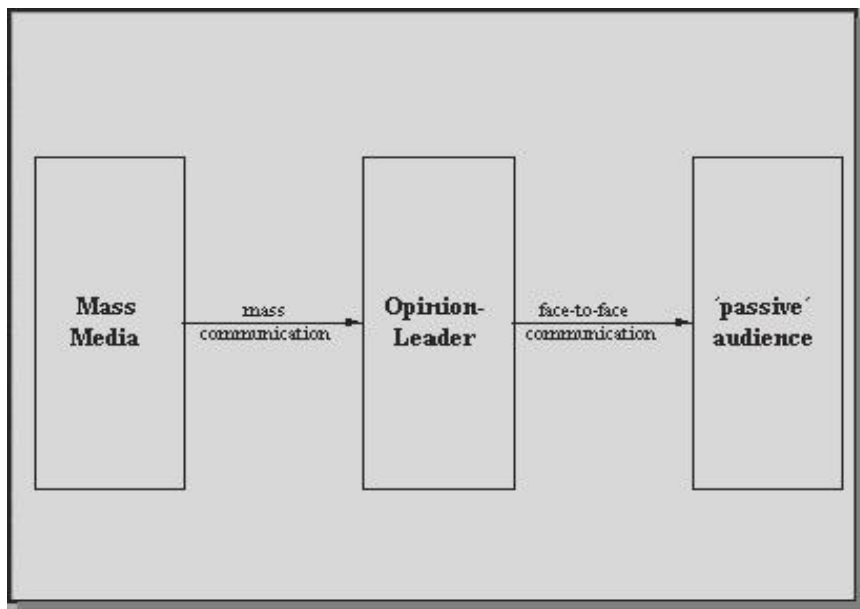 Mass
Media
mass
communication
Opinion-
Leader
face-to-face
communication
´passive´
audience